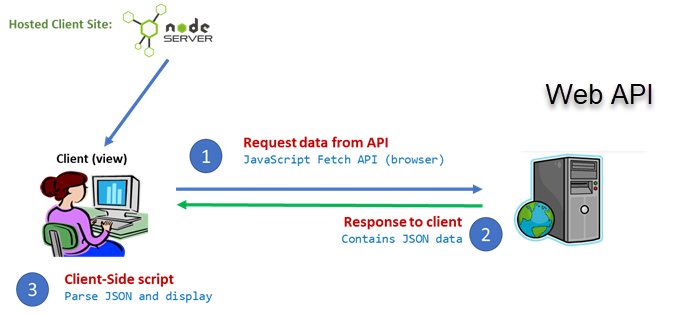 Hosted Client Site:
node
SERVER
Web API
Client (view)
1
Request data from API
JavaScript Fetch API (browser)
Response to client
Contains JSON data
2
3
Client-Side script
Parse JSON and display